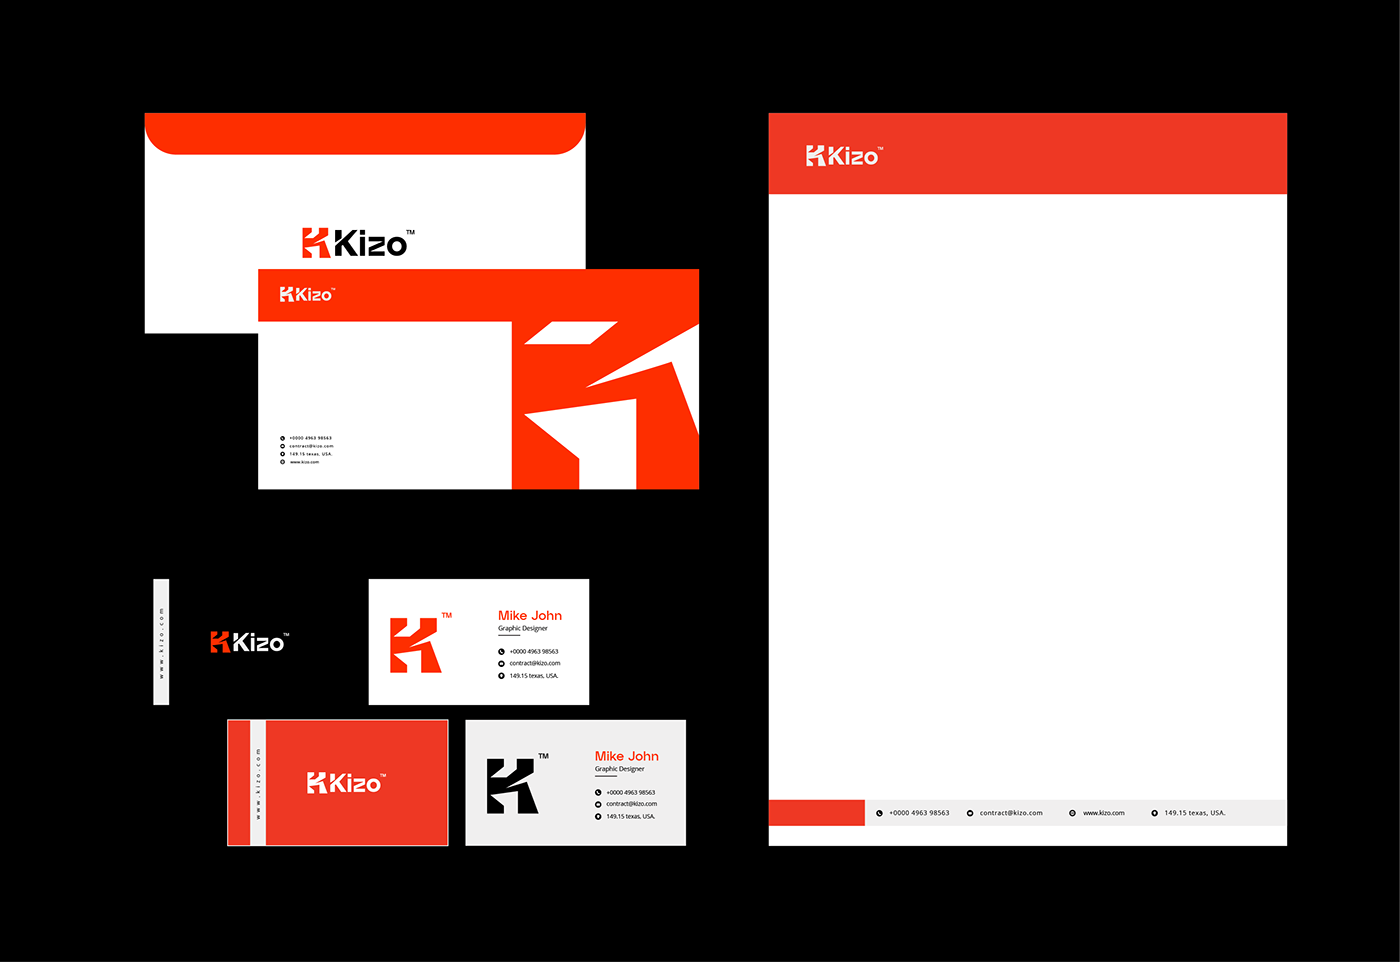 Kizo™
Kizo™
+0000 4963 98563
contract@kizo.com
149.15 texas, USA.
www.kizo.com
Kizo™
+0000 4963 98563
contract@kizo.com
www.kizo.com
149.15 texas, USA.
www.kizo.com
Kizo™
TM
Mike John
Graphic Designer
+0000 4963 98563
contract@kizo.com
149.15 texas, USA.
www.kizo.com
Kizo™
TM
Mike John
Graphic Designer
+0000 4963 98563
contract@kizo.com
149.15 texas, USA.